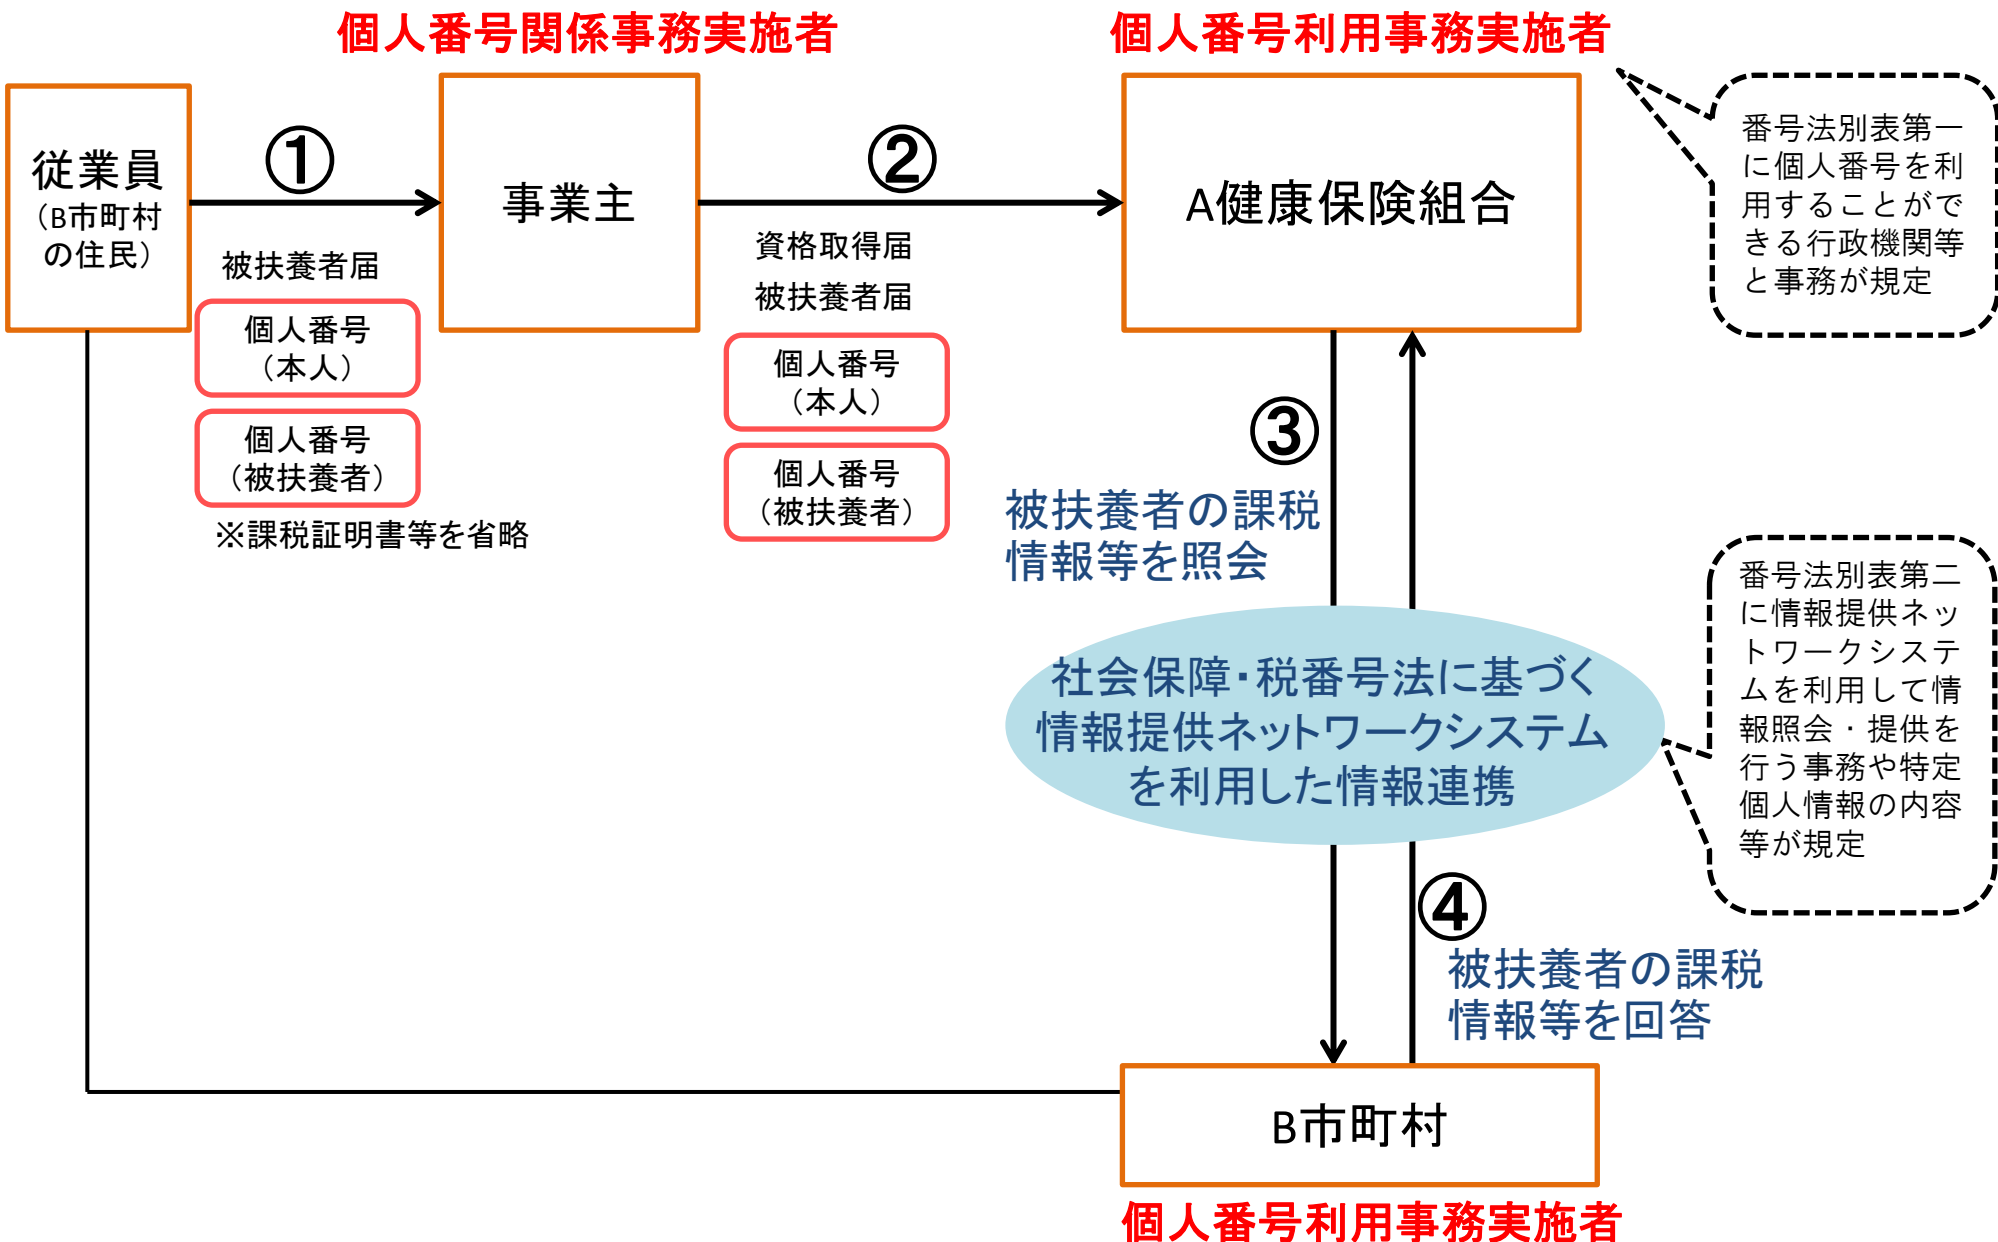 個人番号関係事務実施者
個人番号利用事務実施者
従業員
（B市町村
の住民）
①
被扶養者届
個人番号
（本人）
個人番号
（被扶養者）
※課税証明書等を省略
事業主
②
資格取得届
被扶養者届
個人番号
（本人）
個人番号
（被扶養者）
A健康保険組合
番号法別表第一
に個人番号を利
用することがで
きる行政機関等
と事務が規定
③
被扶養者の課税
情報等を照会
社会保障・税番号法に基づく
情報提供ネットワークシステム
を利用した情報連携
番号法別表第二
に情報提供ネッ
トワークシステ
ムを利用して情
報照会・提供を
行う事務や特定
個人情報の内容
等が規定
④
被扶養者の課税
情報等を回答
B市町村
個人番号利用事務実施者